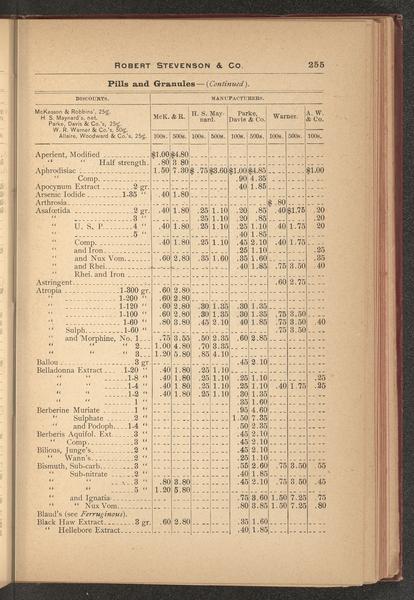 ROBERT STEVENSON & CO. 255
Pills and Granules—(Continued).
DISCOUNTS. MANUFACTURERS.
McKesson & Robbins', 25%.
H. S. Maynard's, net.
Parke, Davis & Co.'s, 25%.
W. R. Warner & Co.'s, 50%.
Allaire, Woodward & Co.'s, 25%.
McK. & R. H. S. Maynard. Parke, Davis & Co. Warner. A. W. & Co.
100s. 500s. 100s. 500s. 100s. 500s. 100s. 500s. 100s.
Aperient, Modified $1.00 $4.80
" " Half strength .80 3.80
Aphrodisiac 1.50 7.30 $ .75 $3.60 $1.00 $4.85 $1.00
" Comp. .90 4.35
Apocynum Extract 2 gr. .40 1.85
Arsenic Iodide 1-35 " .40 1.80
Arthrosia $ .80
Asafotida 2 gr. .40 1.80 .25 1.10 .20 .85 .40 $1.75 .20
" 3 " .25 1.10 .20 .85 .20
" U. S. P. 4 " .40 1.80 .25 1.10 .25 1.10 .40 1.75 .20
" 5 " .40 1.85
" Comp. .40 1.80 .25 1.10 .45 2.10 .40 1.75
" and Iron .25 1.10 .25
" and Nux Vom. .60 2.80 .35 1.60 .35 1.60 .35
" and Rhei .40 1.85 .75 3.50 .40
" Rhei. and Iron
Astringent .60 2.75
Atropia 1-300 gr. .60 2.80
" 1-200 " .60 2.80
" 1-120 " .60 2.80 .30 1.35 .30 1.35
" 1-100 " .60 2.80 .30 1.35 .30 1.35 .75 3.50
" 1-60 " .80 3.80 .45 2.10 .40 1.85 .75 3.50 .40
" Sulph. 1-60 " .75 3.50
" and Morphine, No. 1 .75 3.55 .50 2.35 .60 2.85
" " " 2 1.00 4.80 .70 3.35
" " " 3 1.20 5.80 .85 4.10
Ballou 3 gr. .45 2.10
Belladonna Extract 1-20 " .40 1.80 .25 1.10
" " 1-8 " .40 1.80 .25 1.10 .25 1.10 .25
" " 1-4 " .40 1.80 .25 1.10 .25 1.10 .40 1.75 .25
" " 1-2 " .40 1.80 .25 1.10 .30 1.35
" " 1 " .35 1.60
Berberine Muriate 1 " .95 4.60
" Sulphate 2 " 1.50 7.35
" and Podoph. 1-4 " .50 2.35
Berberis Aquifol. Ext. 3 " .45 2.10
" Comp. 3 " .45 2.10
Bilious, Junge's 2 " .45 2.10
" Wann's 2 " .25 1.10
Bismuth, Sub-carb. 3 " .55 2.60 .75 3.50 .55
" Sub-nitrate 2 " .40 1.85
" " 3 " .80 3.80 .45 2.10 .75 3.50 .45
" " 5 " 1.20 5.80
" and Ignatia .75 3.60 1.50 7.25 .75
" " Nux Vom. .80 3.85 1.50 7.25 .80
Blaud's (see Ferruginous).
Black Haw Extract 3 gr. .60 2.80 .35 1.60
" Hellebore Extract .40 1.85